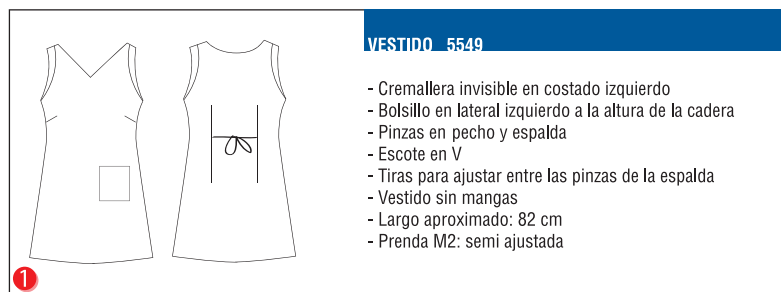 VESTIDO 5549
- Cremallera invisible en costado izquierdo
- Bolsillo en lateral izquierdo a la altura de la cadera
- Pinzas en pecho y espalda
- Escote en V
- Tiras para ajustar entre las pinzas de la espalda
- Vestido sin mangas
- Largo aproximado: 82 cm
- Prenda M2: semi ajustada
1